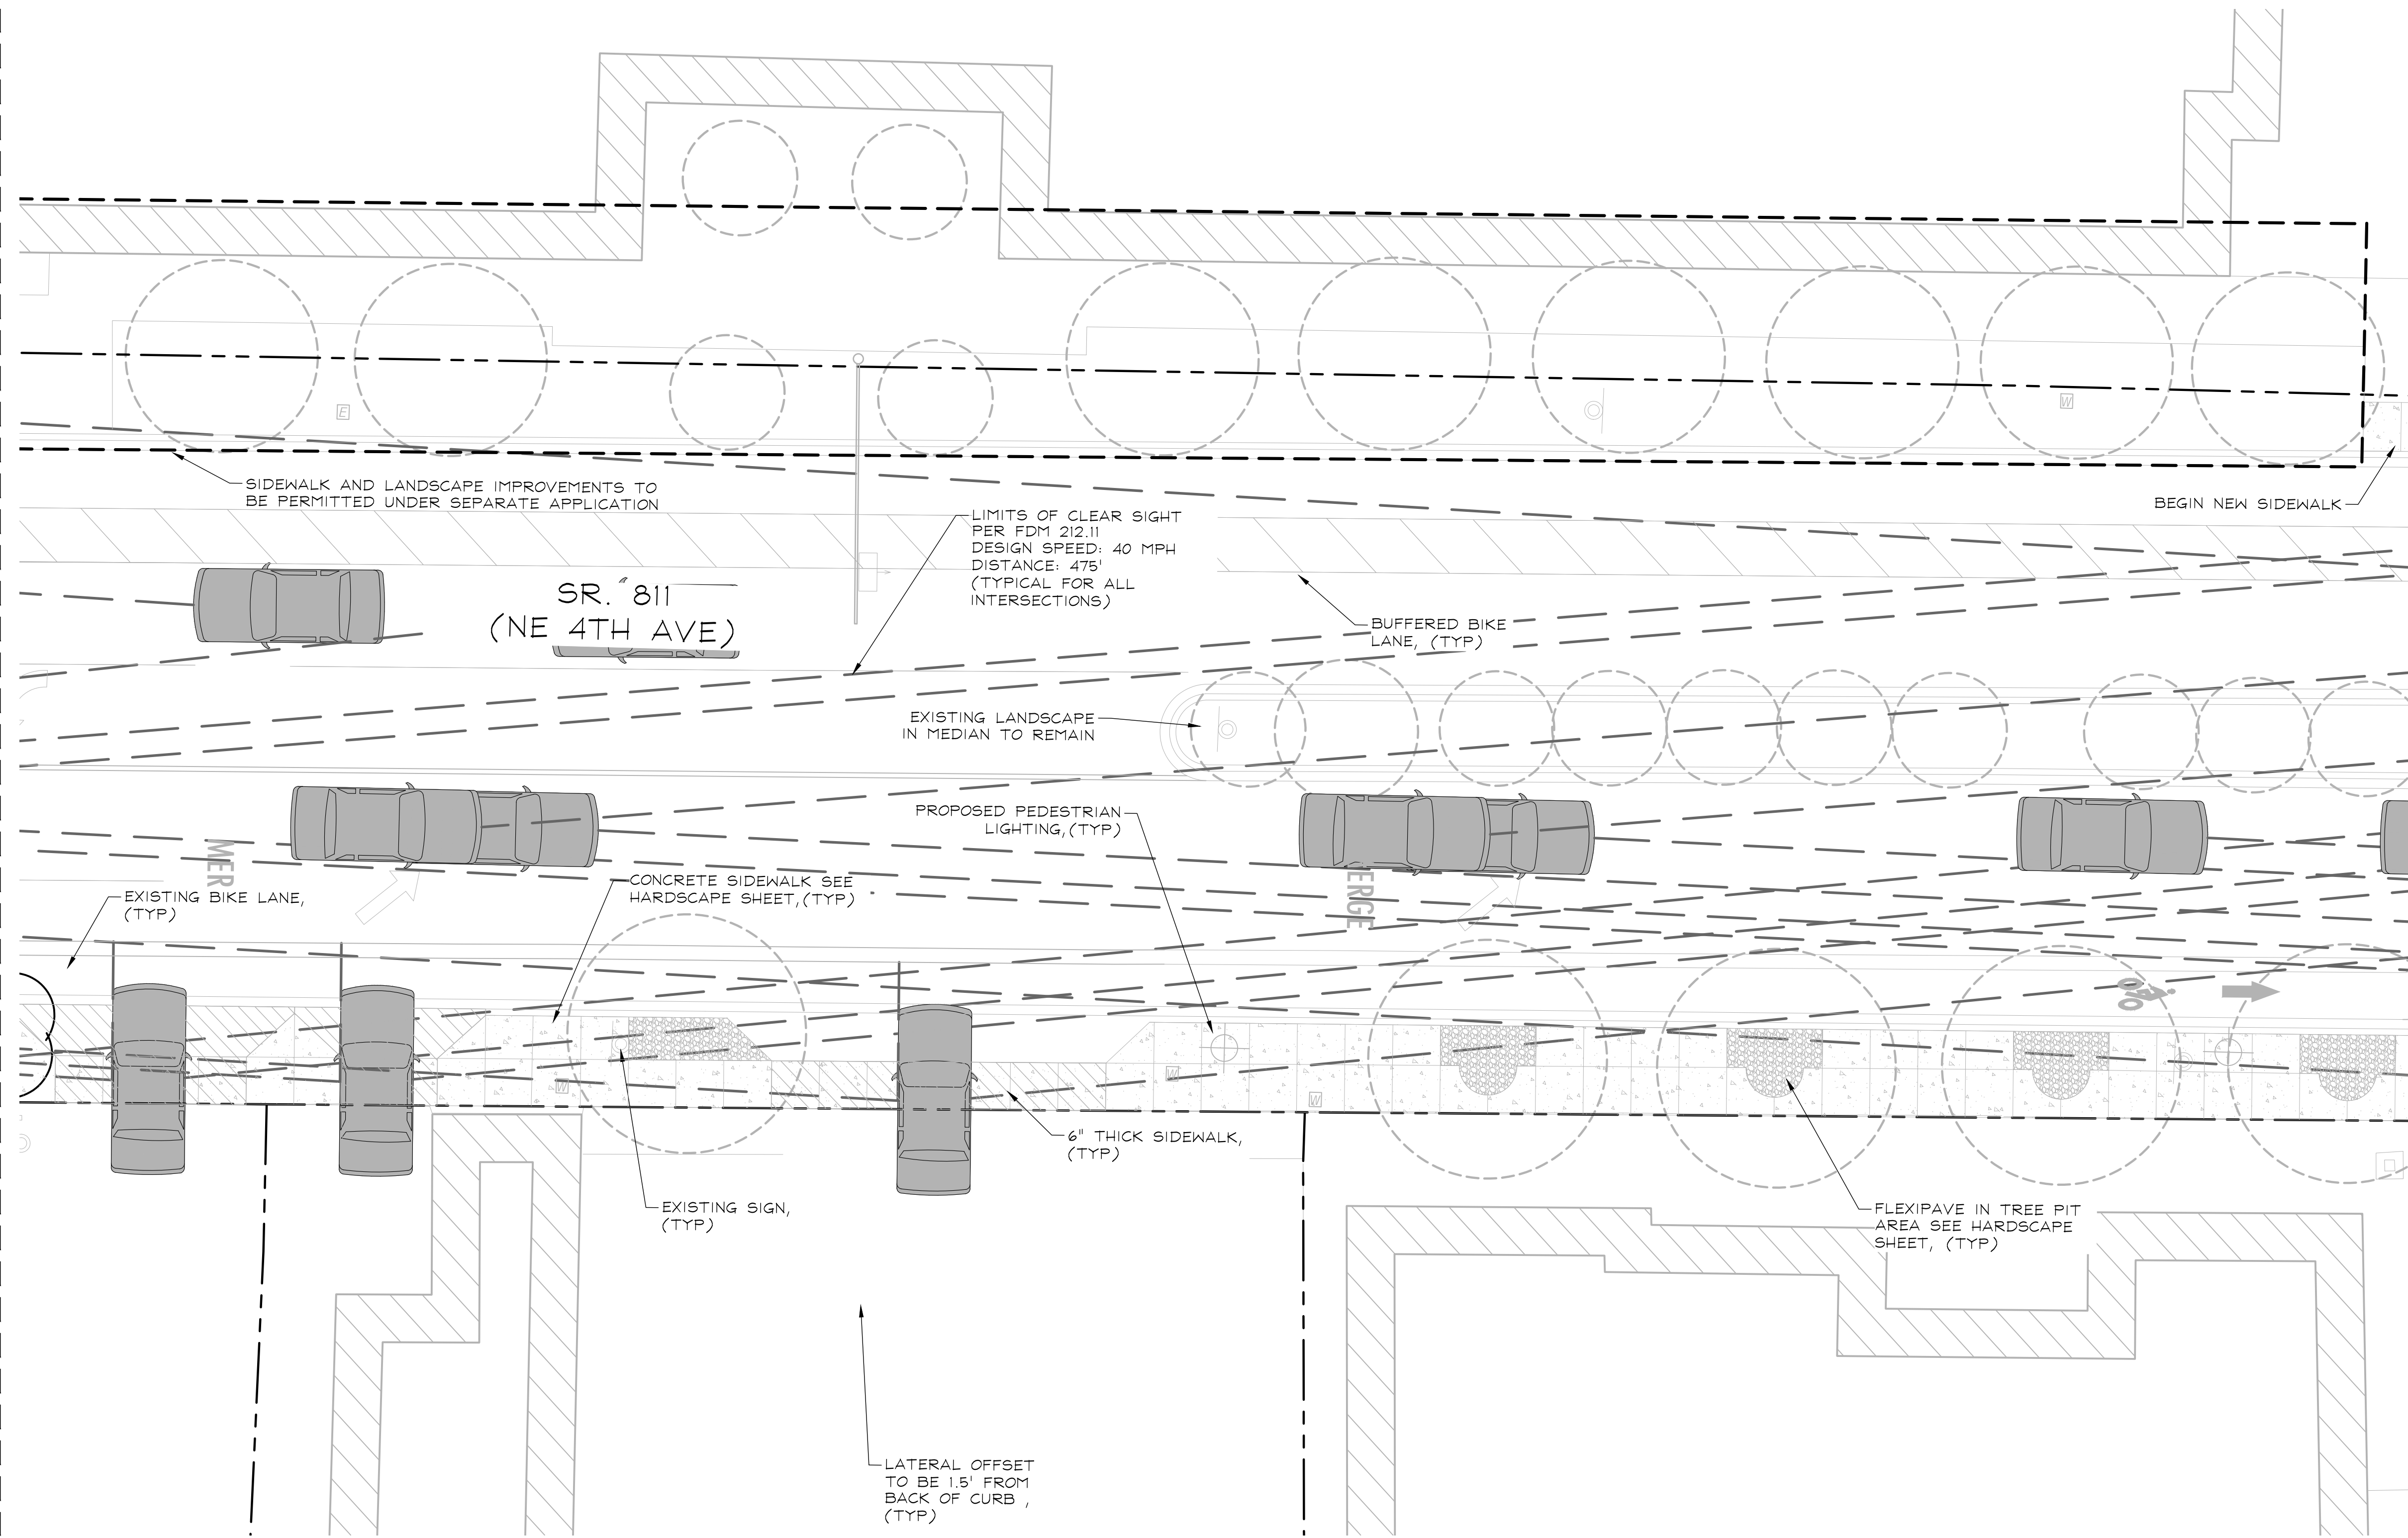 E
W
SIDEWALK AND LANDSCAPE IMPROVEMENTS TO
BE PERMITTED UNDER SEPARATE APPLICATION
BEGIN NEW SIDEWALK
LIMITS OF CLEAR SIGHT
PER FDM 212.11
DESIGN SPEED: 40 MPH
DISTANCE: 475'
(TYPICAL FOR ALL
INTERSECTIONS)
SR. 811
(NE 4TH AVE)
BUFFERED BIKE
LANE, (TYP)
EXISTING LANDSCAPE
IN MEDIAN TO REMAIN
PROPOSED PEDESTRIAN
LIGHTING,(TYP)
MER
ERGE
CONCRETE SIDEWALK SEE
HARDSCAPE SHEET,(TYP)
EXISTING BIKE LANE,
(TYP)
W
W
W
6" THICK SIDEWALK,
(TYP)
EXISTING SIGN,
(TYP)
FLEXIPAVE IN TREE PIT
AREA SEE HARDSCAPE
SHEET, (TYP)
LATERAL OFFSET
TO BE 1.5' FROM
BACK OF CURB ,
(TYP)